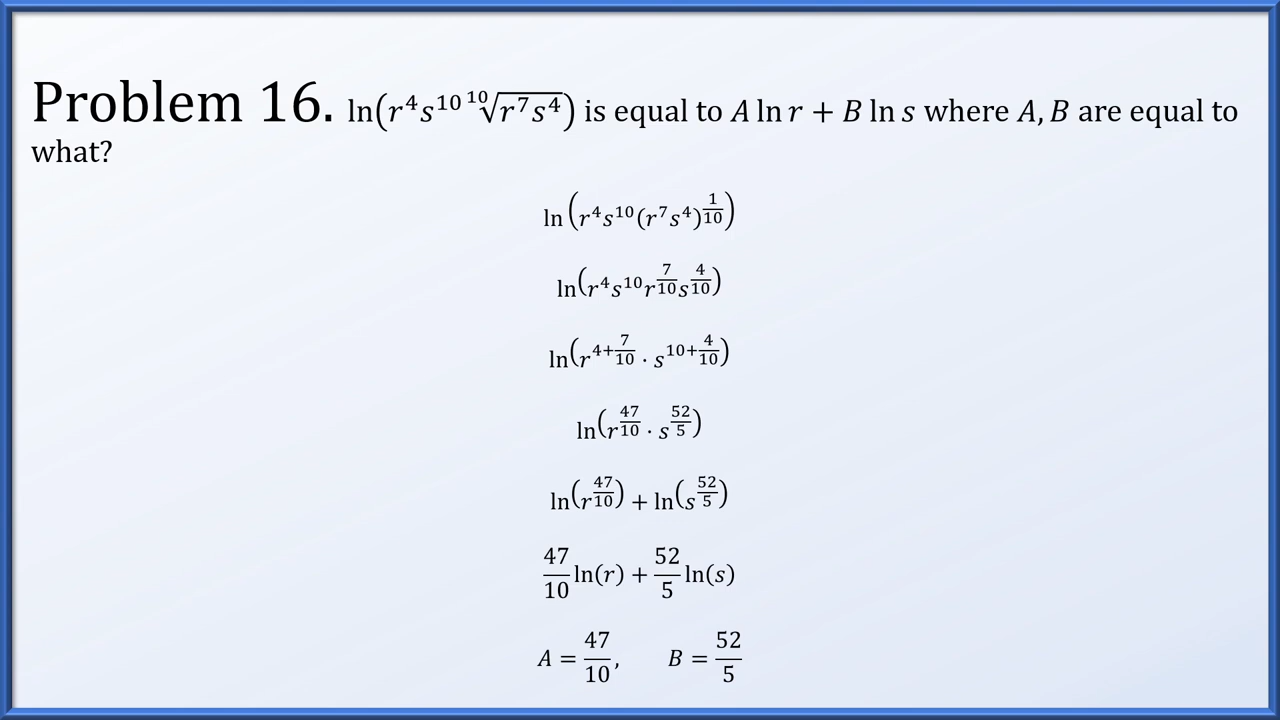 Problem 16. ln(r⁴s¹⁰ ¹⁰√(r⁷s⁴)) is equal to A ln r + B ln s where A, B are equal to
what?
ln(r⁴s¹⁰(r⁷s⁴)^(1/10))
ln(r⁴s¹⁰r^(7/10)s^(4/10))
ln(r^(4+7/10) · s^(10+4/10))
ln(r^(47/10) · s^(52/5))
ln(r^(47/10)) + ln(s^(52/5))
47/10 ln(r) + 52/5 ln(s)
A = 47/10, B = 52/5